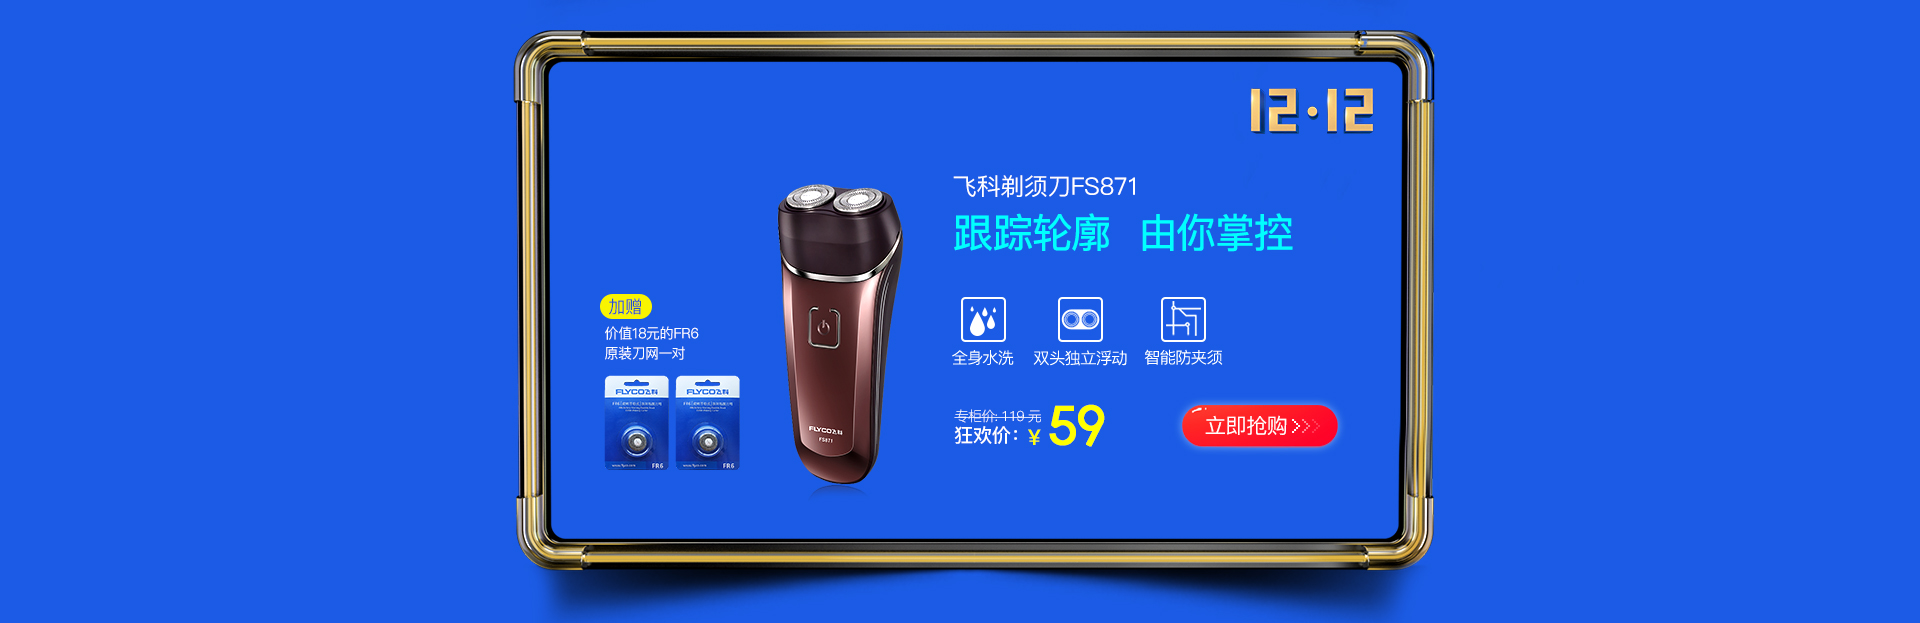 12·12
飞科剃须刀FS871
跟踪轮廓 由你掌控
全身水洗
双头独立浮动
智能防夹须
专柜价: 119 元
狂欢价: ¥ 59
立即抢购
加赠
价值18元的FR6
原装刀网一对
FLYCO飞科
FR6
FLYCO飞科
FR6
FLYCO飞科
FS871